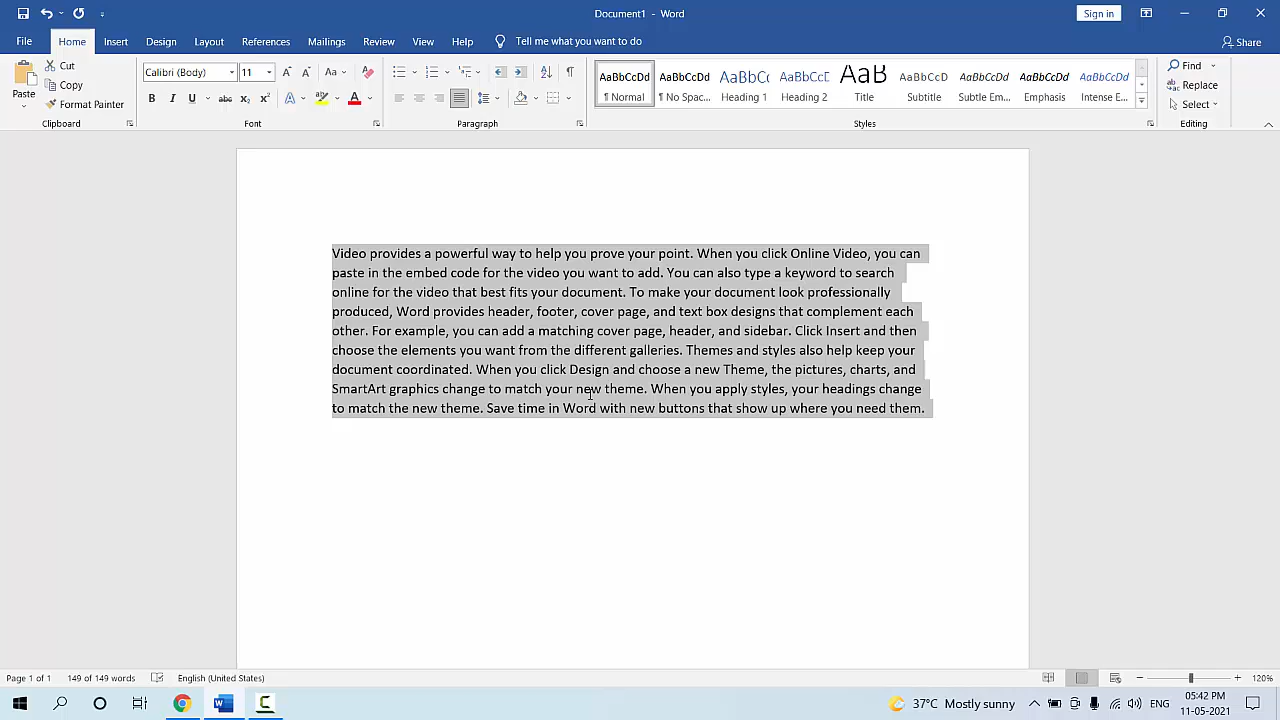 Document1 - Word
Sign in
File Home Insert Design Layout References Mailings Review View Help Tell me what you want to do Share
Paste Cut Copy Format Painter
Calibri (Body) 11
AaBbCcDd AaBbCcDd AaBbCc AaBbCcD AaB AaBbCcD AaBbCcDd AaBbCcDd AaBbCcDd
¶ Normal ¶ No Spac... Heading 1 Heading 2 Title Subtitle Subtle Em... Emphasis Intense E...
Find
Replace
Select
Clipboard Font Paragraph Styles Editing
Video provides a powerful way to help you prove your point. When you click Online Video, you can
paste in the embed code for the video you want to add. You can also type a keyword to search
online for the video that best fits your document. To make your document look professionally
produced, Word provides header, footer, cover page, and text box designs that complement each
other. For example, you can add a matching cover page, header, and sidebar. Click Insert and then
choose the elements you want from the different galleries. Themes and styles also help keep your
document coordinated. When you click Design and choose a new Theme, the pictures, charts, and
SmartArt graphics change to match your new theme. When you apply styles, your headings change
to match the new theme. Save time in Word with new buttons that show up where you need them.
Page 1 of 1 149 of 149 words English (United States) 120%
37°C Mostly sunny ENG 05:42 PM
11-05-2021